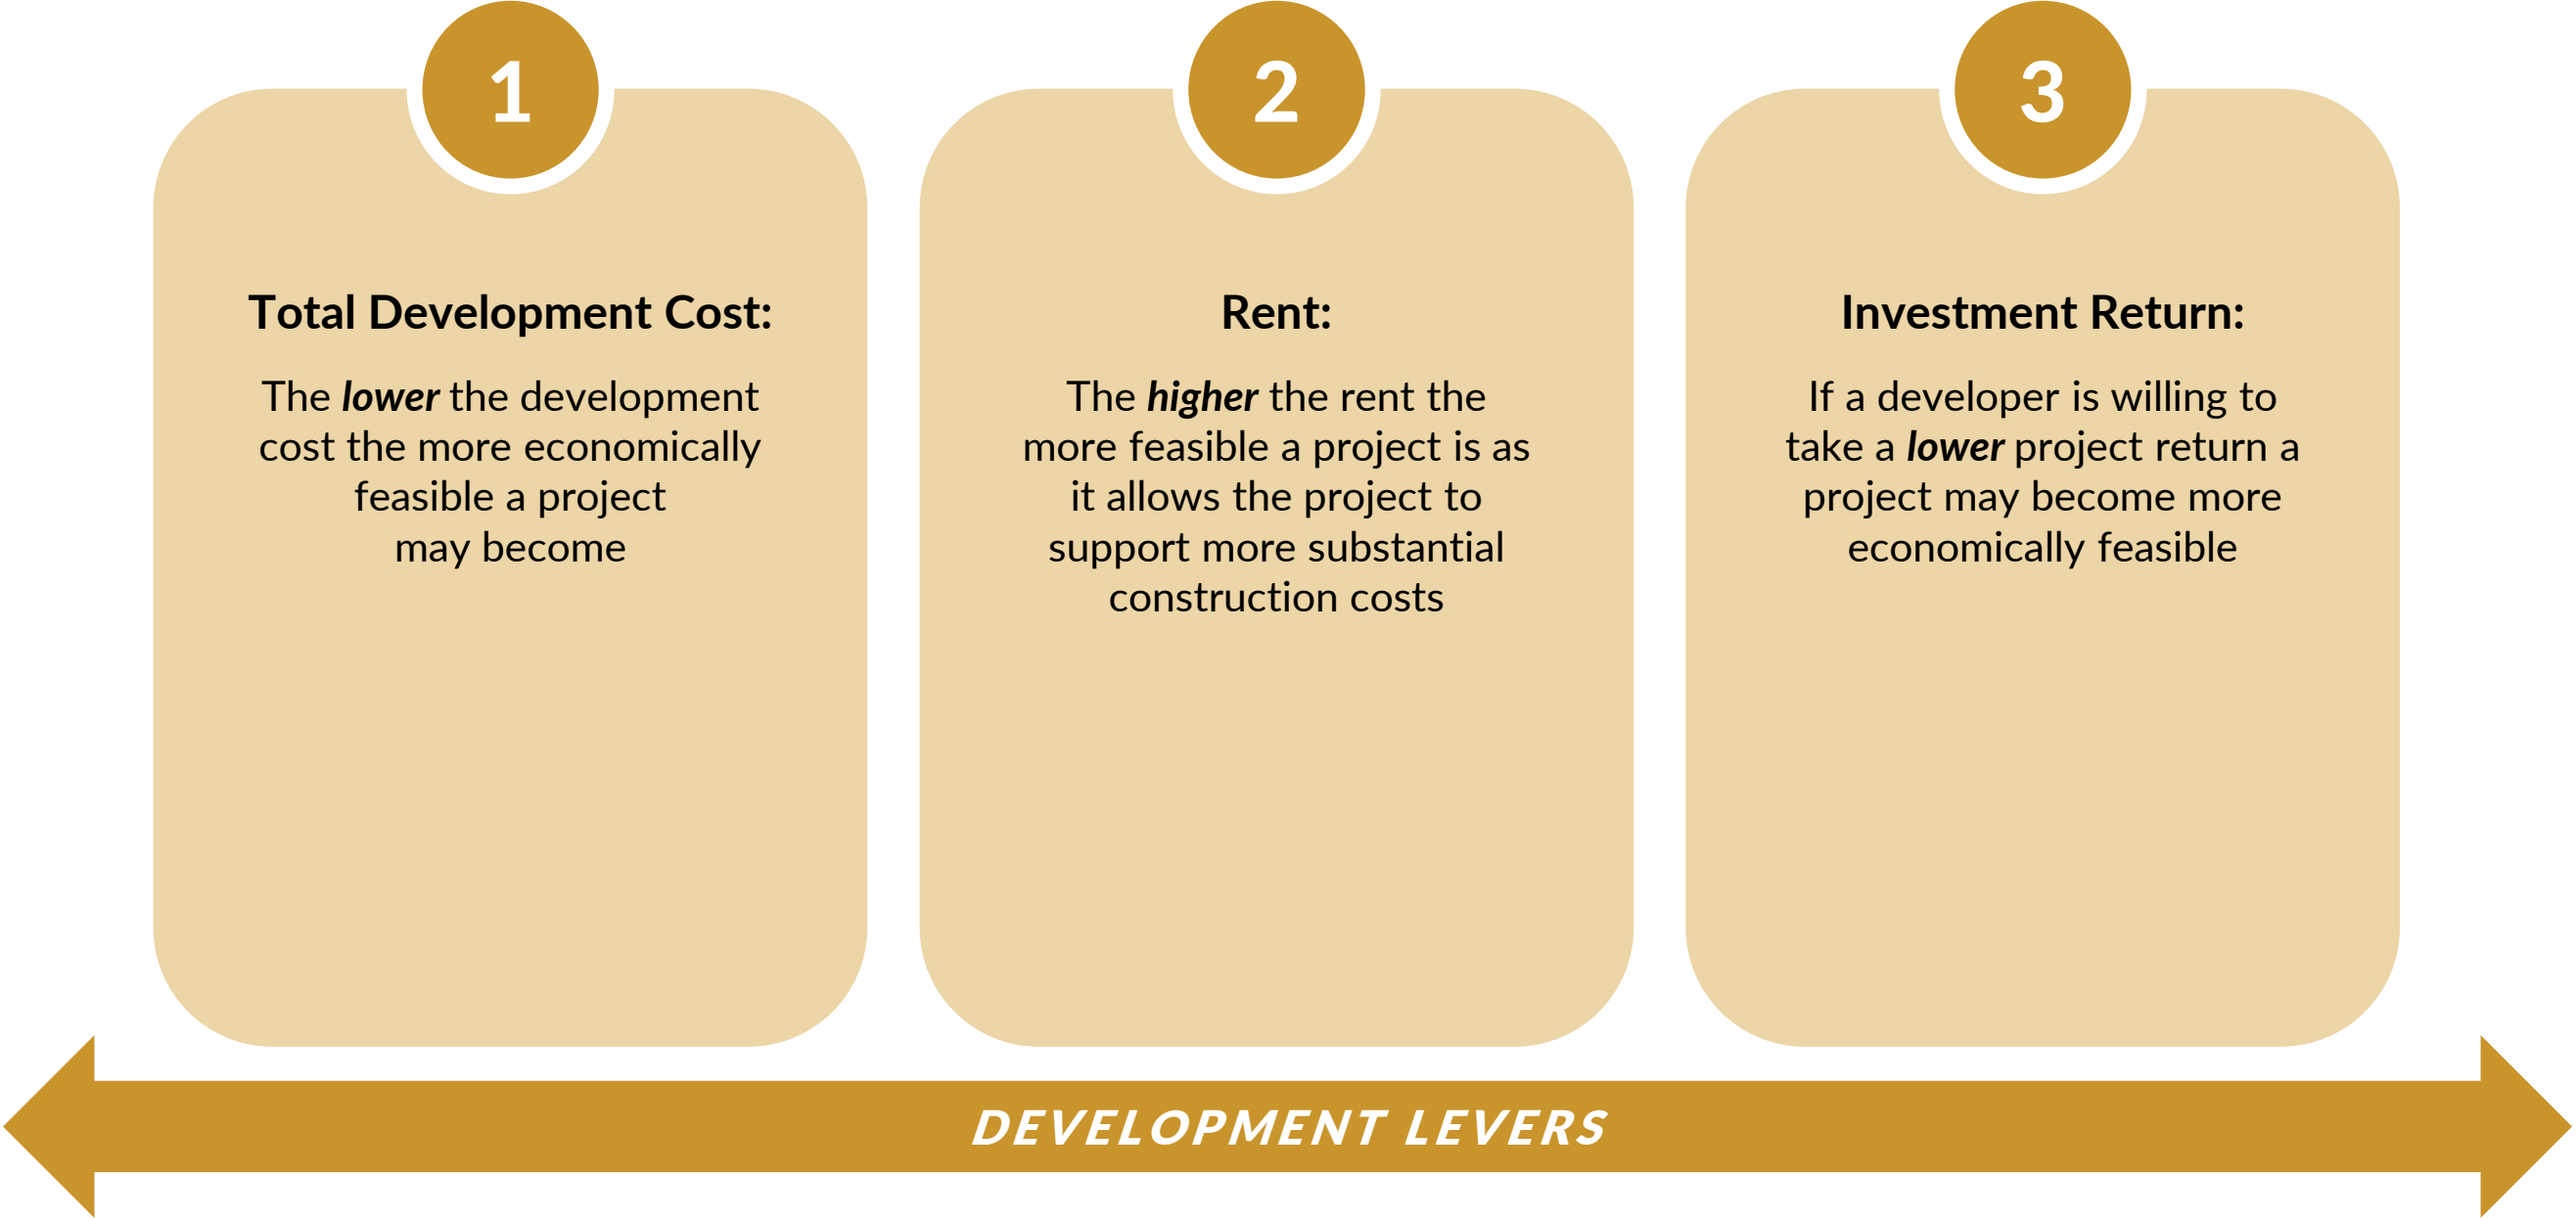 1
Total Development Cost:
The lower the development
cost the more economically
feasible a project
may become
2
Rent:
The higher the rent the
more feasible a project is as
it allows the project to
support more substantial
construction costs
3
Investment Return:
If a developer is willing to
take a lower project return a
project may become more
economically feasible
DEVELOPMENT LEVERS